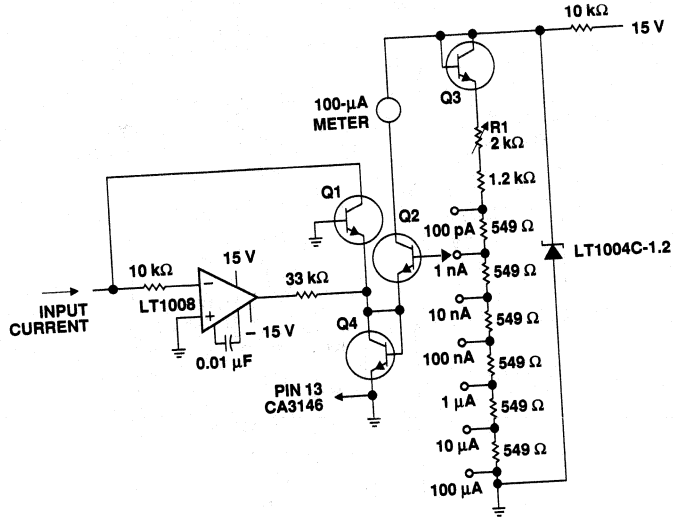 10 kΩ
15 V
Q3
100-μA
METER
R1
2 kΩ
1.2 kΩ
Q1
Q2
100 pA
549 Ω
15 V
10 kΩ
LT1008
33 kΩ
1 nA
549 Ω
LT1004C-1.2
INPUT
CURRENT
– 15 V
10 nA
549 Ω
0.01 μF
Q4
100 nA
549 Ω
PIN 13
CA3146
1 μA
549 Ω
10 μA
549 Ω
100 μA